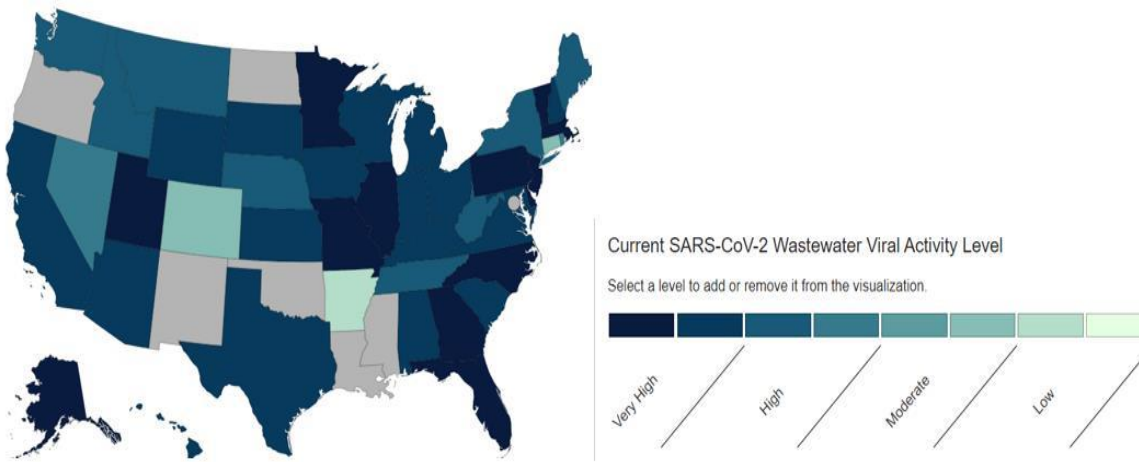 Current SARS-CoV-2 Wastewater Viral Activity Level
Select a level to add or remove it from the visualization.
Very High
High
Moderate
Low